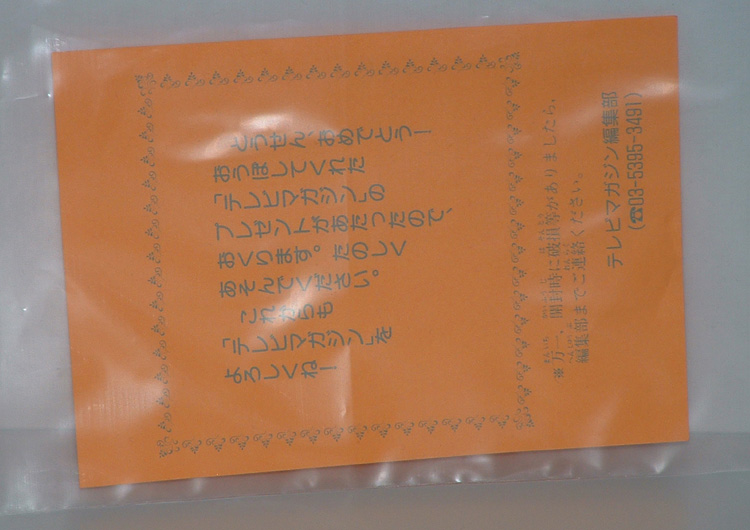 とうせん、おめでとう!
おうぼしてくれた
「テレビマガジン」の
プレゼントがあたったので、
おくります。たのしく
あそんでください。
これからも
「テレビマガジン」を
よろしくね!
※万一、開封時に破損等がありましたら、
編集部までご連絡ください。
テレビマガジン編集部
(☎03-5395-3491)